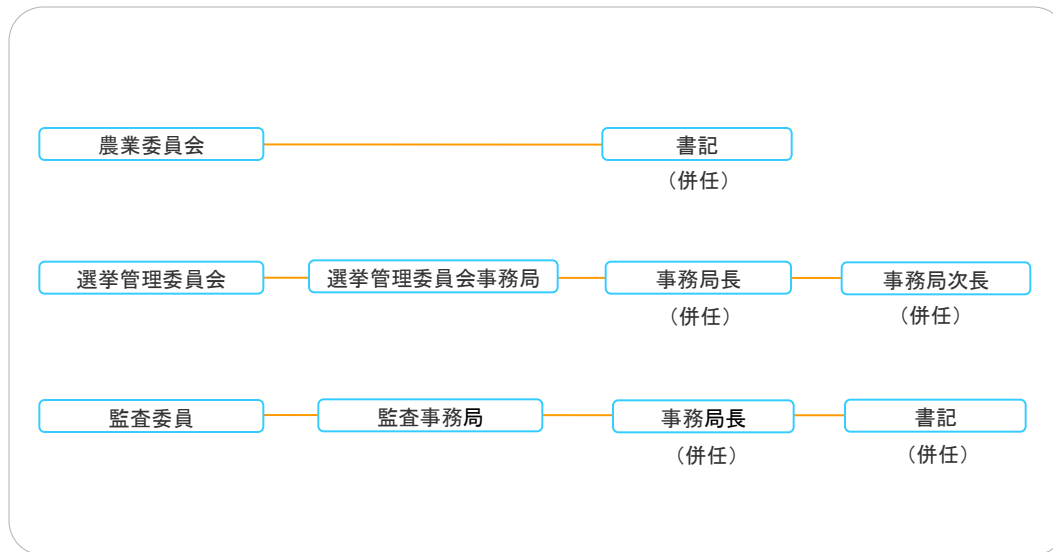 農業委員会 書記
（併任）
選挙管理委員会 選挙管理委員会事務局 事務局長 事務局次長
（併任） （併任）
監査委員 監査事務局 事務局長 書記
（併任） （併任）